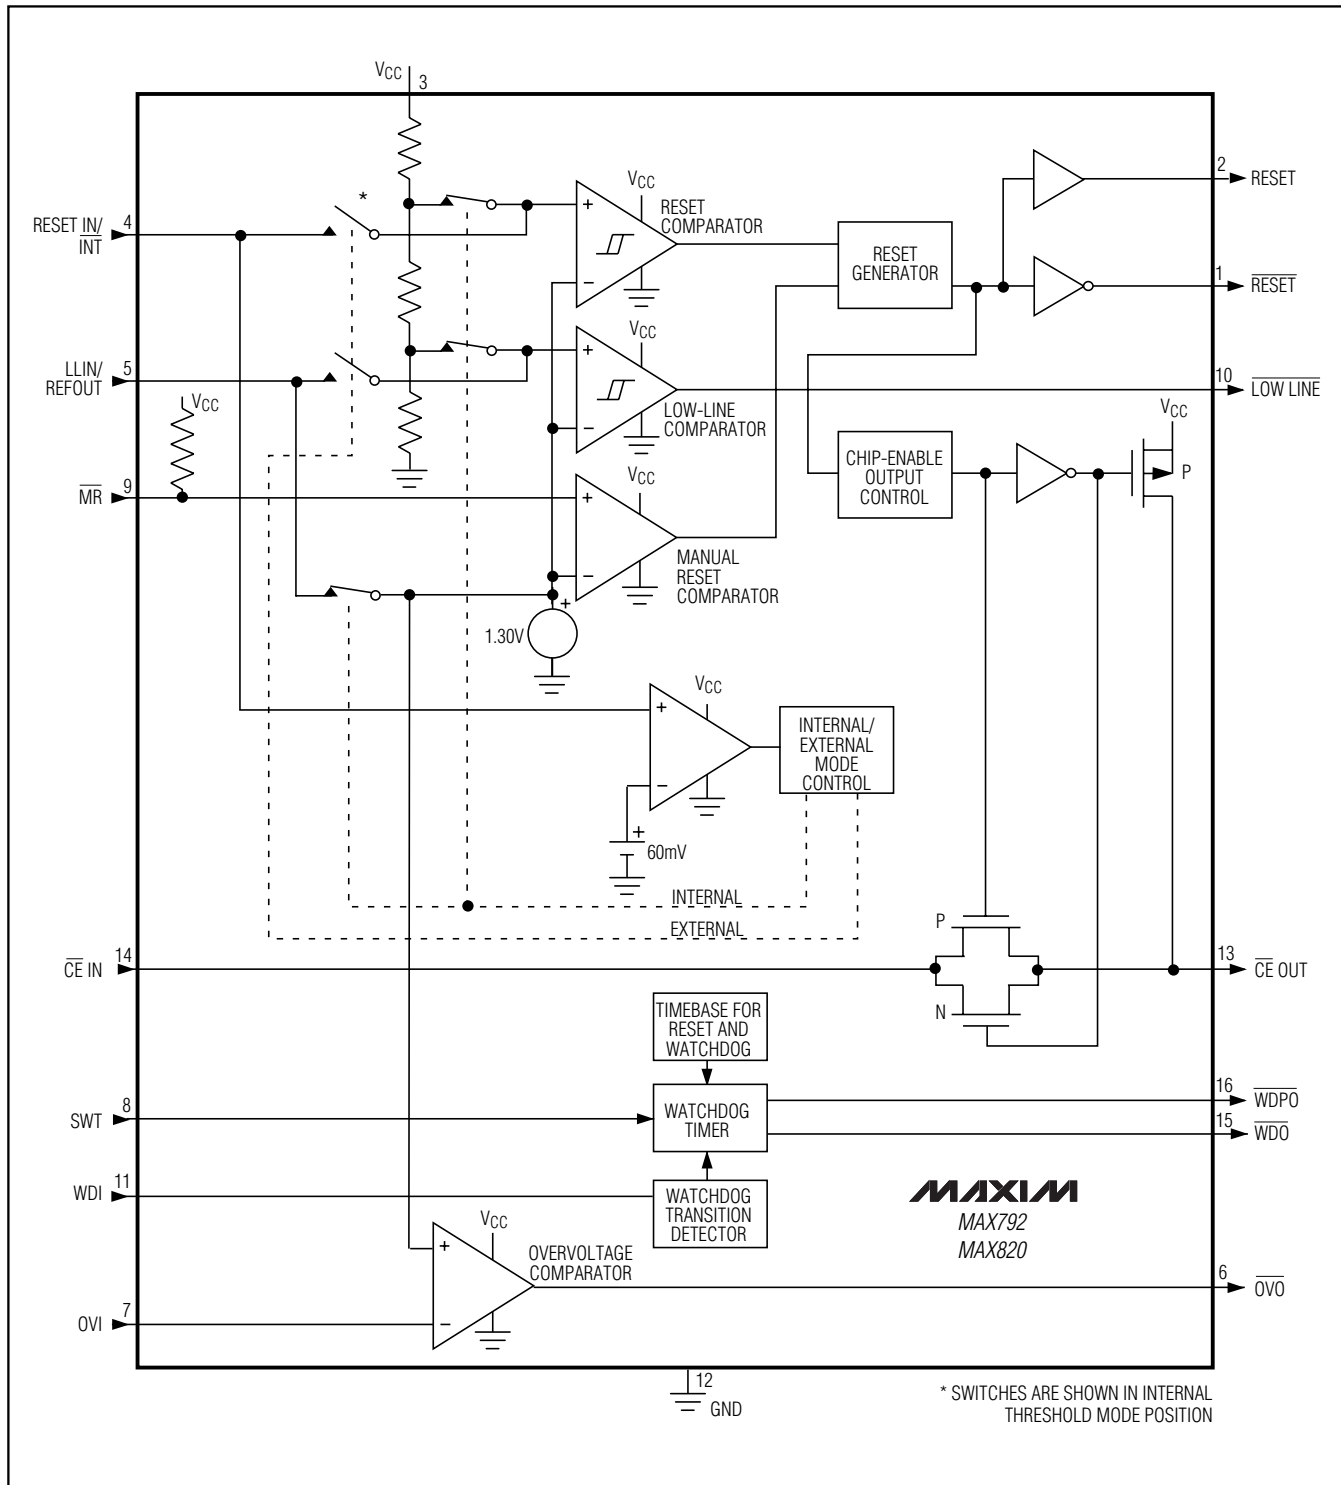 VCC
3
*
RESET IN/
INT
4
VCC
RESET
COMPARATOR
+
−
RESET
GENERATOR
2
RESET
1
RESET
LLIN/
REFOUT
5
VCC
+
−
LOW-LINE
COMPARATOR
10
LOW LINE
VCC
VCC
P
CHIP-ENABLE
OUTPUT
CONTROL
MR
9
VCC
+
−
MANUAL
RESET
COMPARATOR
+
1.30V
VCC
+
−
INTERNAL/
EXTERNAL
MODE
CONTROL
+
60mV
INTERNAL
EXTERNAL
P
N
CE IN
14
13
CE OUT
TIMEBASE FOR
RESET AND
WATCHDOG
SWT
8
WATCHDOG
TIMER
16
WDPO
15
WDO
WDI
11
WATCHDOG
TRANSITION
DETECTOR
MAXIM
MAX792
MAX820
VCC
+
−
OVERVOLTAGE
COMPARATOR
6
OVO
OVI
7
12
GND
* SWITCHES ARE SHOWN IN INTERNAL
THRESHOLD MODE POSITION